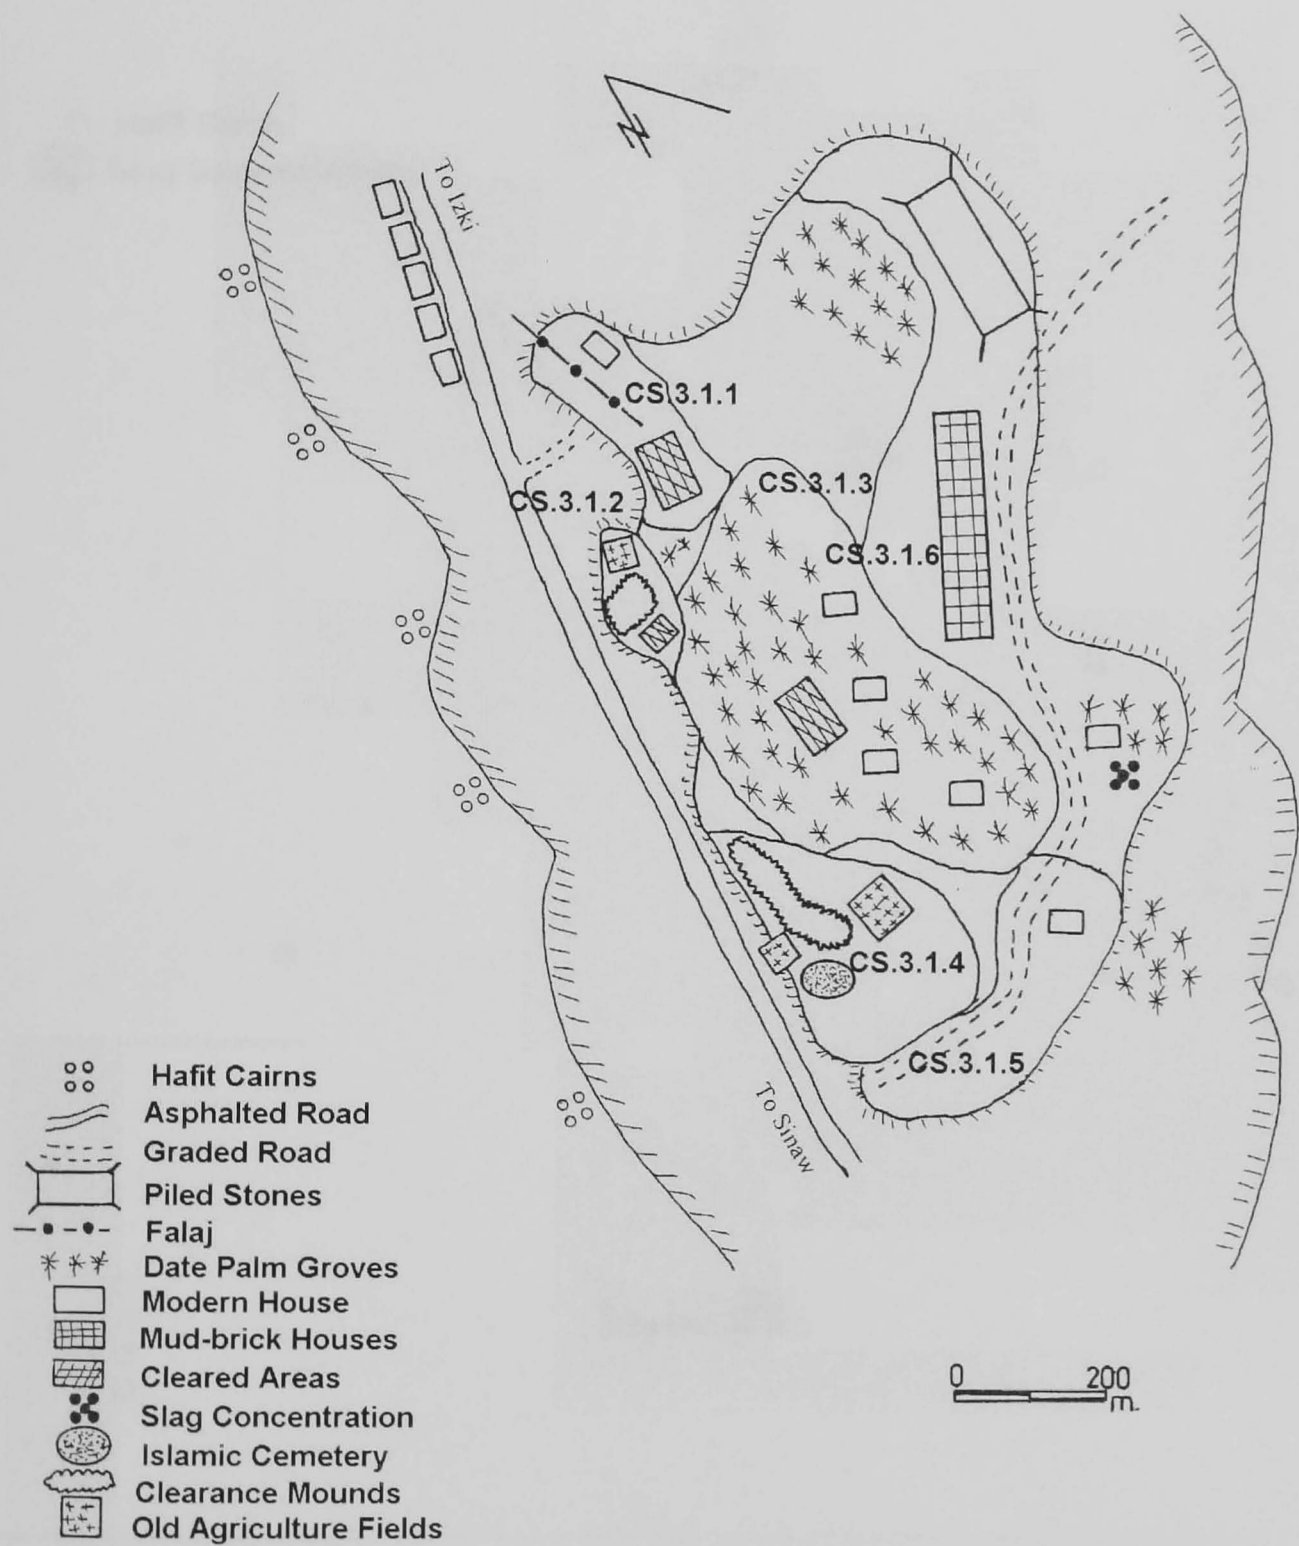 N
To Izki
CS.3.1.1
CS.3.1.3
CS.3.1.2
CS.3.1.6
CS.3.1.4
CS.3.1.5
To Sinaw
Hafit Cairns
Asphalted Road
Graded Road
Piled Stones
Falaj
Date Palm Groves
Modern House
Mud-brick Houses
Cleared Areas
Slag Concentration
Islamic Cemetery
Clearance Mounds
Old Agriculture Fields
0 200
m.